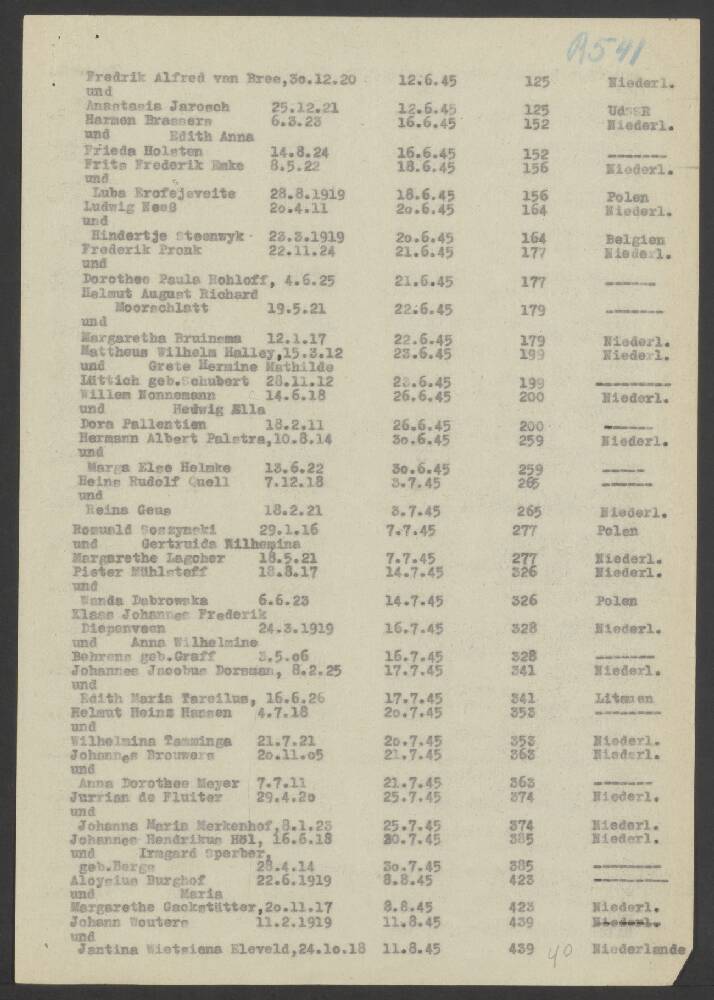 A541
Fredrik Alfred van Bree,30.12.20 12.6.45 125 Niederl.
und
Anastasia Jarosch 25.12.21 12.6.45 125 UdSSR
Harmen Brassers 6.3.23 16.6.45 152 Niederl.
und Edith Anna
Frieda Holsten 14.8.24 16.6.45 152 -------
Frits Frederik Emke 8.5.22 18.6.45 156 Niederl.
und
Luba Erofejeveite 28.8.1919 18.6.45 156 Polen
Ludwig Neeß 20.4.11 20.6.45 164 Niederl.
und
Hindertje Steenwyk 23.3.1919 20.6.45 164 Belgien
Frederik Pronk 22.11.24 21.6.45 177 Niederl.
und
Dorothee Paula Rohloff, 4.6.25 21.6.45 177 ------
Helmut August Richard
Moorschlatt 19.5.21 22.6.45 179 -------
und
Margaretha Bruinsma 12.1.17 22.6.45 179 Niederl.
Mattheus Wilhelm Halley,15.3.12 23.6.45 199 Niederl.
und Grete Hermine Mathilde
Lüttich geb.Schubert 28.11.12 23.6.45 199 ---------
Willem Nonnemann 14.6.18 26.6.45 200 Niederl.
und Hedwig Ella
Dora Pallentien 18.2.11 26.6.45 200 ------
Hermann Albert Palstra,10.8.14 30.6.45 259 Niederl.
und
Marga Else Helmke 13.6.22 30.6.45 259 -----
Heinz Rudolf Quell 7.12.18 3.7.45 265 ------
und
Reina Geus 18.2.21 3.7.45 265 Niederl.
Romuald Soszynski 29.1.16 7.7.45 277 Polen
und Gertruida Wilhemina
Margarethe Lagcher 18.5.21 7.7.45 277 Niederl.
Pieter Mühlsteff 18.8.17 14.7.45 326 Niederl.
und
Wanda Dabrowska 6.6.23 14.7.45 326 Polen
Klaas Johannes Frederik
Diepenveen 24.3.1919 16.7.45 328 Niederl.
und Anna Wilhelmine
Behrens geb.Graff 3.5.06 16.7.45 328 -------
Johannes Jacobus Dorsman, 8.2.25 17.7.45 341 Niederl.
und
Edith Maria Tareilus, 16.6.26 17.7.45 341 Litauen
Helmut Heinz Hansen 4.7.18 20.7.45 353 --------
und
Wilhelmina Tamminga 21.7.21 20.7.45 353 Niederl.
Johannes Brouwers 20.11.05 21.7.45 363 Niederl.
und
Anna Dorothee Meyer 7.7.11 21.7.45 363 -------
Jurrian de Fluiter 29.4.20 25.7.45 374 Niederl.
und
Johanna Maria Merkenhof,8.1.23 25.7.45 374 Niederl.
Johannes Hendrikus Höl, 16.6.18 30.7.45 385 Niederl.
und Irmgard Sperber,
geb.Berge 28.4.14 30.7.45 385 --------
Aloysius Burghof 22.6.1919 8.8.45 423 ---------
und Maria
Margarethe Gackstätter,20.11.17 8.8.45 423 Niederl.
Johann Wouters 11.2.1919 11.8.45 439 Niederl.
und
Jantina Wietsiena Eleveld,24.10.18 11.8.45 439 40 Niederlande